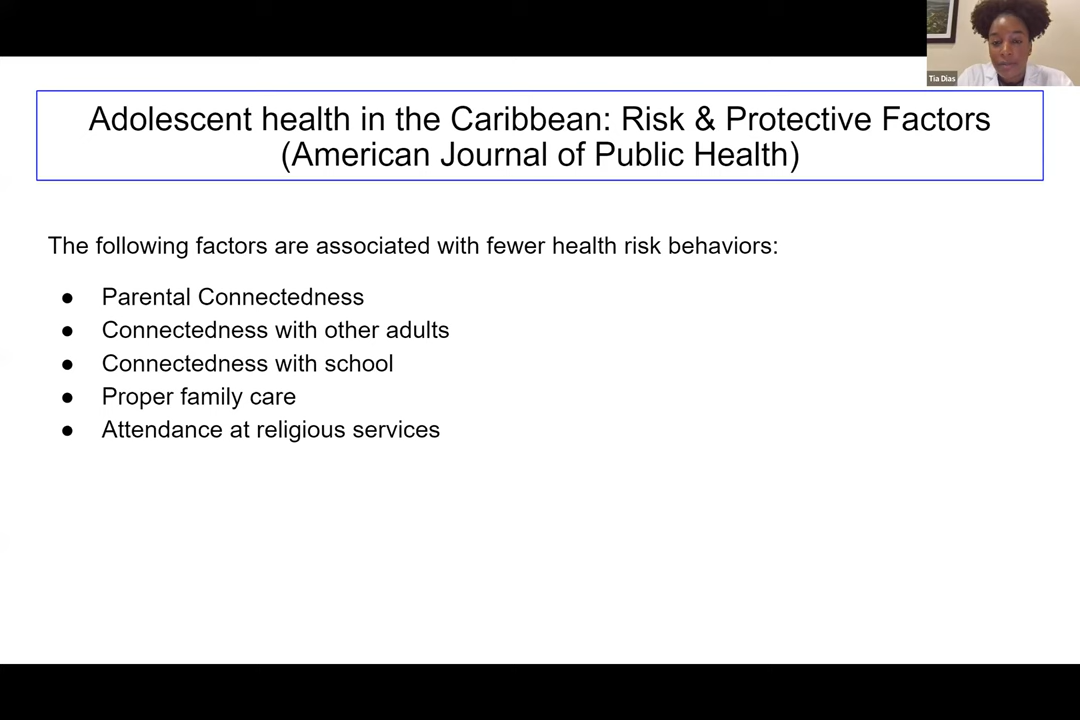 Tia Dias
Adolescent health in the Caribbean: Risk & Protective Factors
(American Journal of Public Health)
The following factors are associated with fewer health risk behaviors:
● Parental Connectedness
● Connectedness with other adults
● Connectedness with school
● Proper family care
● Attendance at religious services